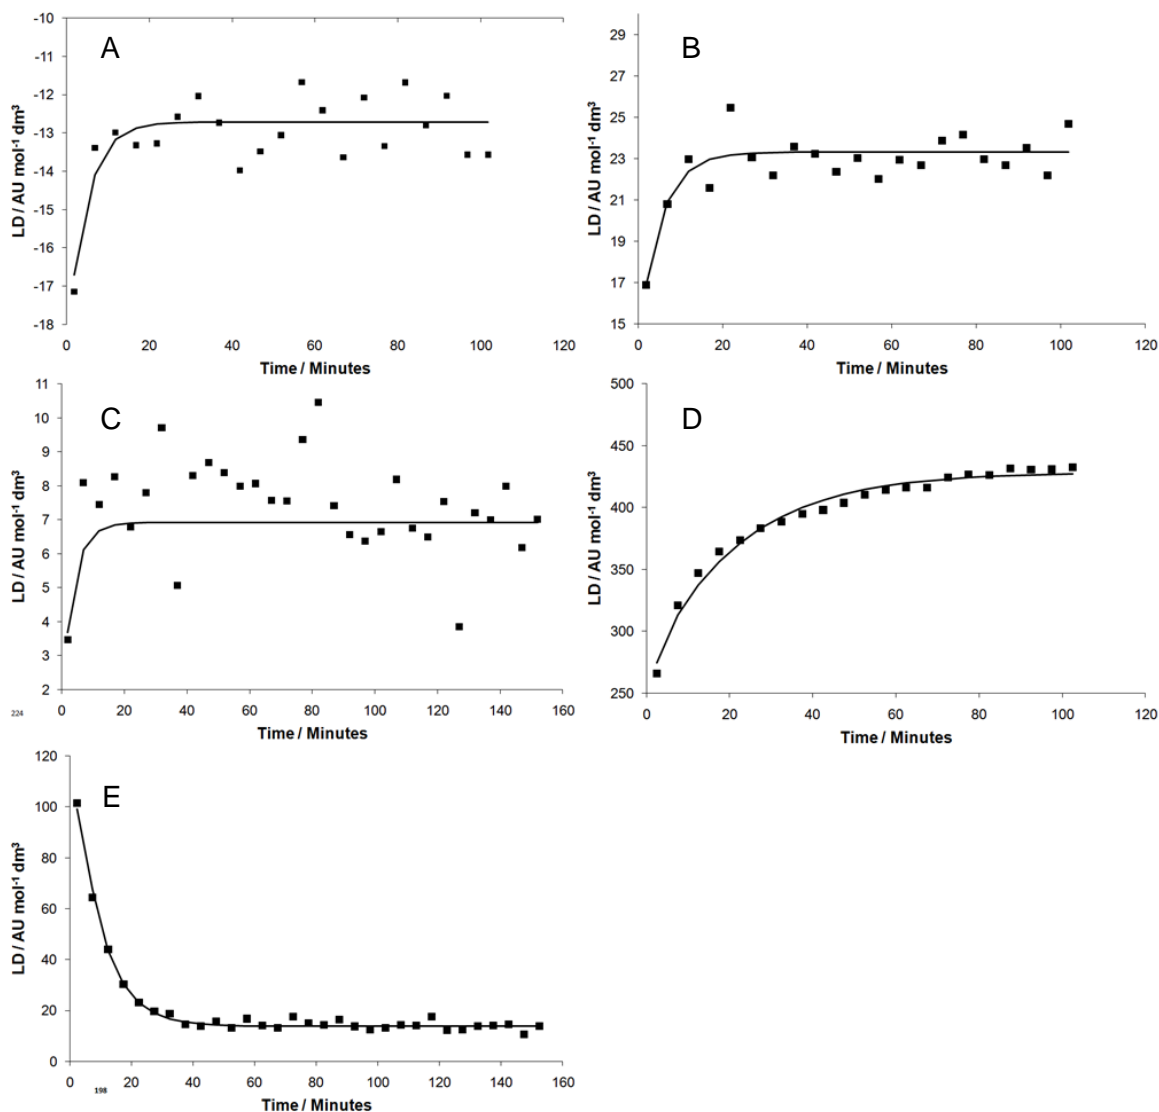 A
LD / AU mol⁻¹ dm³
-10
-11
-12
-13
-14
-15
-16
-17
-18
0 20 40 60 80 100 120
Time / Minutes
B
LD / AU mol⁻¹ dm³
29
27
25
23
21
19
17
15
0 20 40 60 80 100 120
Time / Minutes
C
LD / AU mol⁻¹ dm³
11
10
9
8
7
6
5
4
3
2
0 20 40 60 80 100 120 140 160
224
Time / Minutes
D
LD / AU mol⁻¹ dm³
500
450
400
350
300
250
0 20 40 60 80 100 120
Time / Minutes
E
LD / AU mol⁻¹ dm³
120
100
80
60
40
20
0
0 20 40 60 80 100 120 140 160
198
Time / Minutes